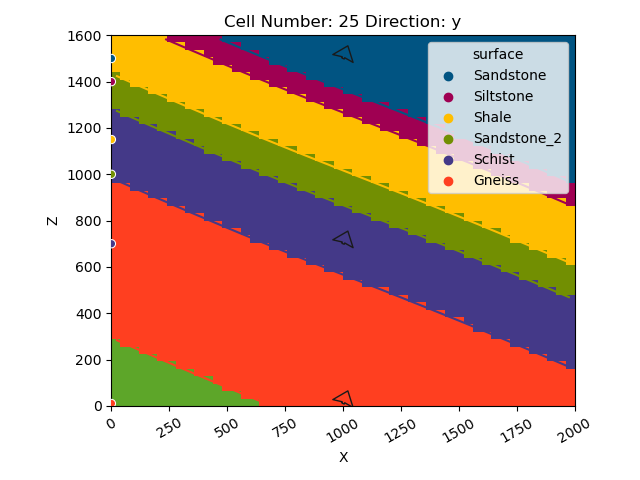 Cell Number: 25 Direction: y
1600
1400
1200
1000
800
600
400
200
0
Z
surface
Sandstone
Siltstone
Shale
Sandstone_2
Schist
Gneiss
0
250
500
750
1000
1250
1500
1750
2000
X